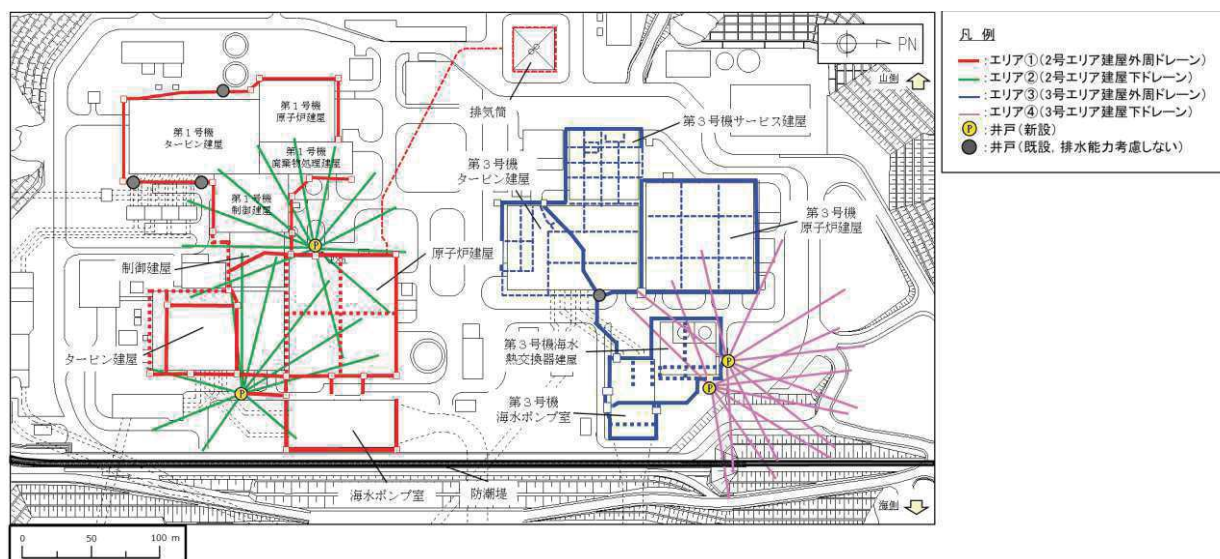 PN
山側
第1号機
原子炉建屋
第1号機
タービン建屋
第1号機
廃棄物処理建屋
第1号機
制御建屋
排気筒
第3号機サービス建屋
第3号機
タービン建屋
第3号機
原子炉建屋
P
原子炉建屋
制御建屋
タービン建屋
第3号機海水
熱交換器建屋
P
P
P
第3号機
海水ポンプ室
海水ポンプ室
防潮堤
海側
0 50 100 m
凡 例
:エリア①(2号エリア建屋外周ドレーン)
:エリア②(2号エリア建屋下ドレーン)
:エリア③(3号エリア建屋外周ドレーン)
:エリア④(3号エリア建屋下ドレーン)
P :井戸(新設)
:井戸(既設,排水能力考慮しない)